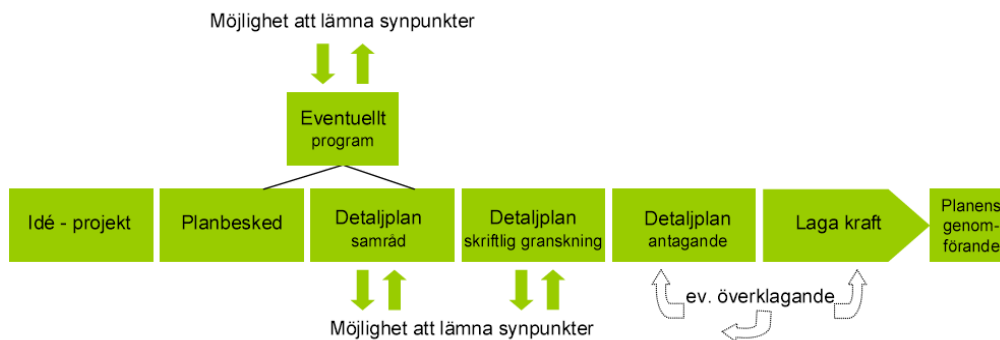 Möjlighet att lämna synpunkter
Eventuellt
program
Idé - projekt
Planbesked
Detaljplan
samråd
Detaljplan
skriftlig granskning
Detaljplan
antagande
Laga kraft
Planens
genom-
förande
ev. överklagande
Möjlighet att lämna synpunkter